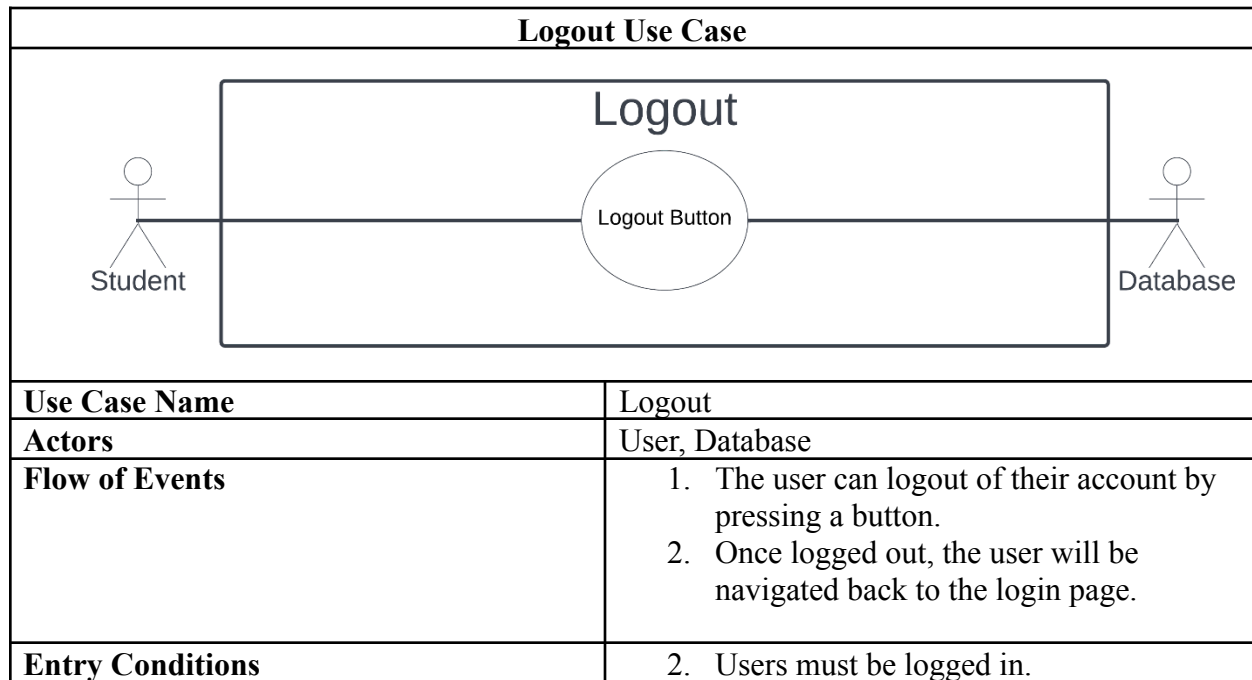 Logout Use Case
Logout
Logout Button
Student
Database
Use Case Name
Logout
Actors
User, Database
Flow of Events
1. The user can logout of their account by
pressing a button.
2. Once logged out, the user will be
navigated back to the login page.
Entry Conditions
2. Users must be logged in.